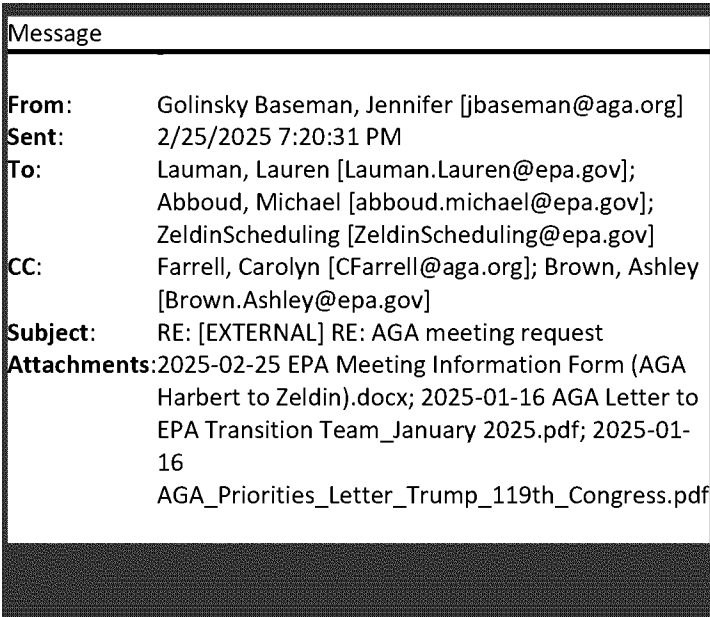 Message
From: Golinsky Baseman, Jennifer [jbaseman@aga.org]
Sent: 2/25/2025 7:20:31 PM
To: Lauman, Lauren [Lauman.Lauren@epa.gov];
Abboud, Michael [abboud.michael@epa.gov];
ZeldinScheduling [ZeldinScheduling@epa.gov]
CC: Farrell, Carolyn [CFarrell@aga.org]; Brown, Ashley
[Brown.Ashley@epa.gov]
Subject: RE: [EXTERNAL] RE: AGA meeting request
Attachments: 2025-02-25 EPA Meeting Information Form (AGA
Harbert to Zeldin).docx; 2025-01-16 AGA Letter to
EPA Transition Team_January 2025.pdf; 2025-01-
16
AGA_Priorities_Letter_Trump_119th_Congress.pdf